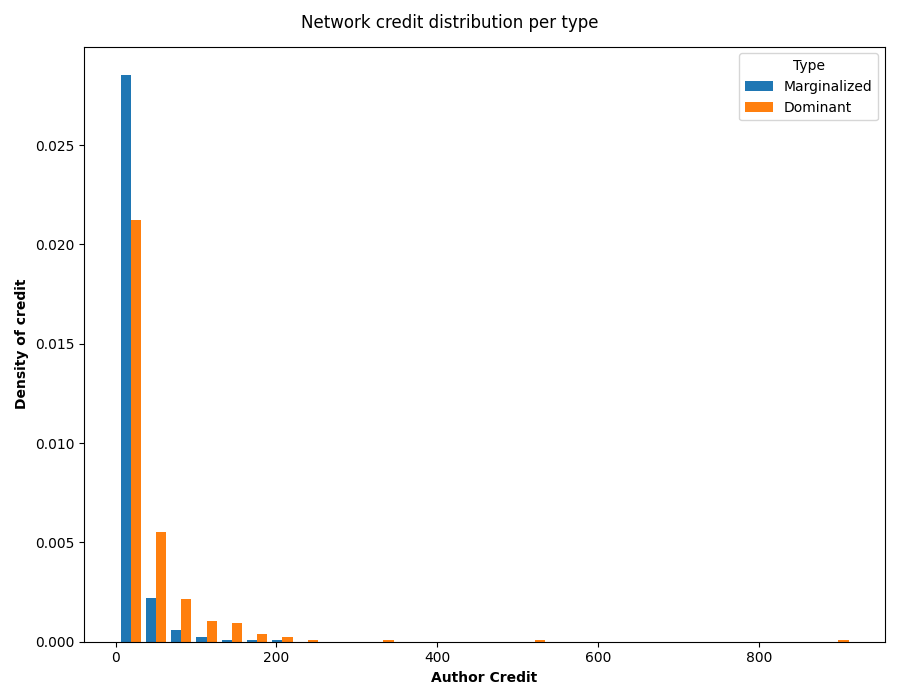 Network credit distribution per type
Type
Marginalized
Dominant
0.025
0.020
0.015
0.010
0.005
0.000
Density of credit
0
200
400
600
800
Author Credit